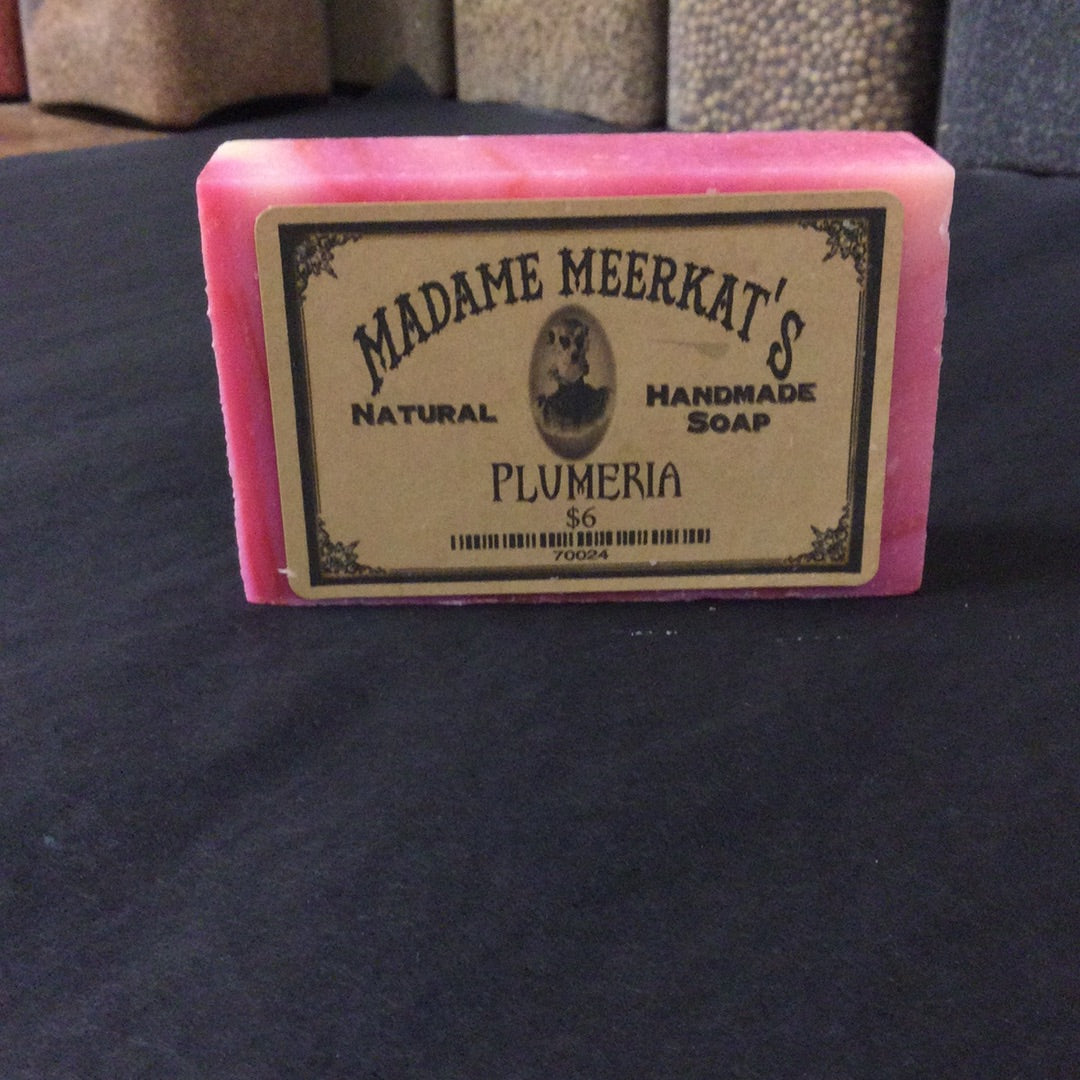 MADAME MEERKAT'S
NATURAL
HANDMADE
SOAP
PLUMERIA
$6
70024